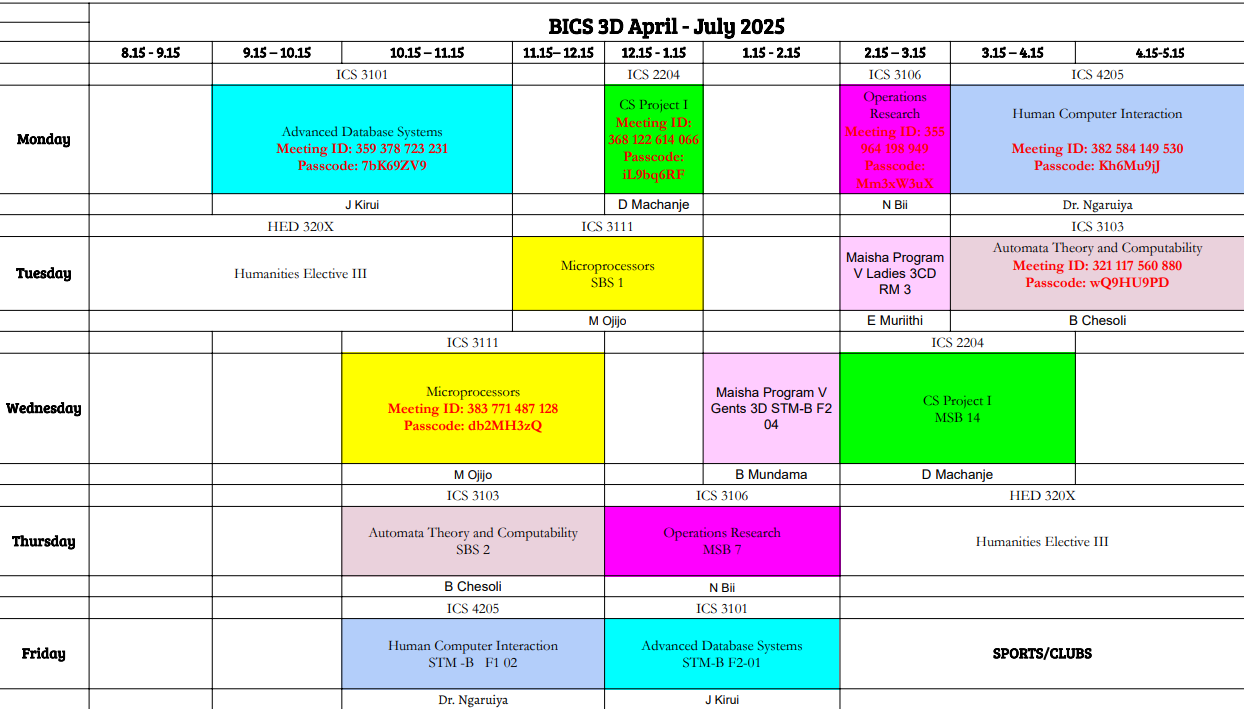 BICS 3D April - July 2025
8.15 - 9.15 9.15 – 10.15 10.15 – 11.15 11.15– 12.15 12.15 - 1.15 1.15 - 2.15 2.15 – 3.15 3.15 – 4.15 4.15-5.15
ICS 3101 ICS 2204 ICS 3106 ICS 4205
Monday
Advanced Database Systems
Meeting ID: 359 378 723 231
Passcode: 7bK69ZV9
CS Project I
Meeting ID:
368 122 614 066
Passcode:
iL9bq6RF
Operations
Research
Meeting ID: 355
964 198 949
Passcode:
Mm3xW3uX
Human Computer Interaction
Meeting ID: 382 584 149 530
Passcode: Kh6Mu9jJ
J Kirui D Machanje N Bii Dr. Ngaruiya
HED 320X ICS 3111 ICS 3103
Tuesday
Humanities Elective III
Microprocessors
SBS 1
Maisha Program
V Ladies 3CD
RM 3
Automata Theory and Computability
Meeting ID: 321 117 560 880
Passcode: wQ9HU9PD
M Ojijo E Muriithi B Chesoli
ICS 3111 ICS 2204
Wednesday
Microprocessors
Meeting ID: 383 771 487 128
Passcode: db2MH3zQ
Maisha Program V
Gents 3D STM-B F2
04
CS Project I
MSB 14
M Ojijo B Mundama D Machanje
ICS 3103 ICS 3106 HED 320X
Thursday
Automata Theory and Computability
SBS 2
Operations Research
MSB 7
Humanities Elective III
B Chesoli N Bii
ICS 4205 ICS 3101
Friday
Human Computer Interaction
STM -B F1 02
Advanced Database Systems
STM-B F2-01
SPORTS/CLUBS
Dr. Ngaruiya J Kirui